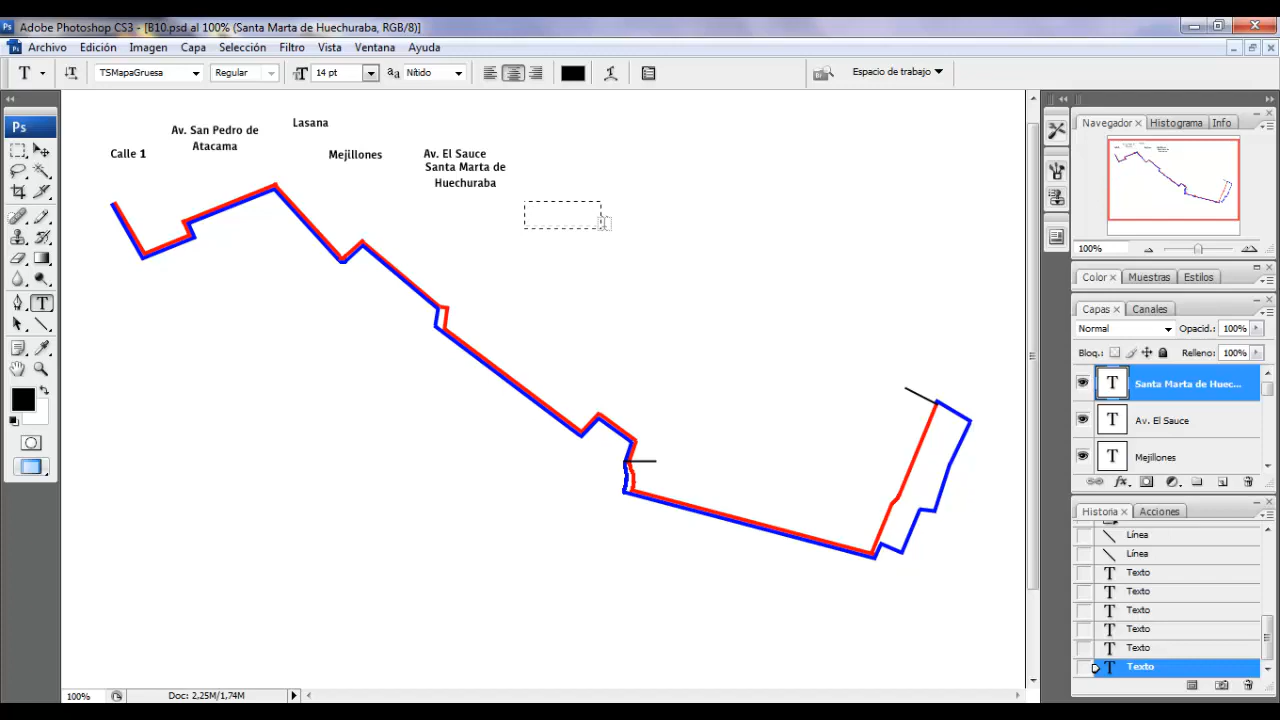 Adobe Photoshop CS3 - [B10.psd al 100% (Santa Marta de Huechuraba, RGB/8)]
Ps Archivo Edición Imagen Capa Selección Filtro Vista Ventana Ayuda
T TSMapaGruesa Regular 14 pt aa Nítido Espacio de trabajo
Ps
Calle 1
Av. San Pedro de
Atacama
Lasana
Mejillones
Av. El Sauce
Santa Marta de
Huechuraba
Navegador Histograma Info
100%
Color Muestras Estilos
Capas Canales
Normal Opacid.: 100%
Bloq.: Relleno: 100%
T Santa Marta de Huec...
T Av. El Sauce
T Mejillones
Historia Acciones
Línea
Línea
T Texto
T Texto
T Texto
T Texto
T Texto
T Texto
100% Doc: 2,25M/1,74M